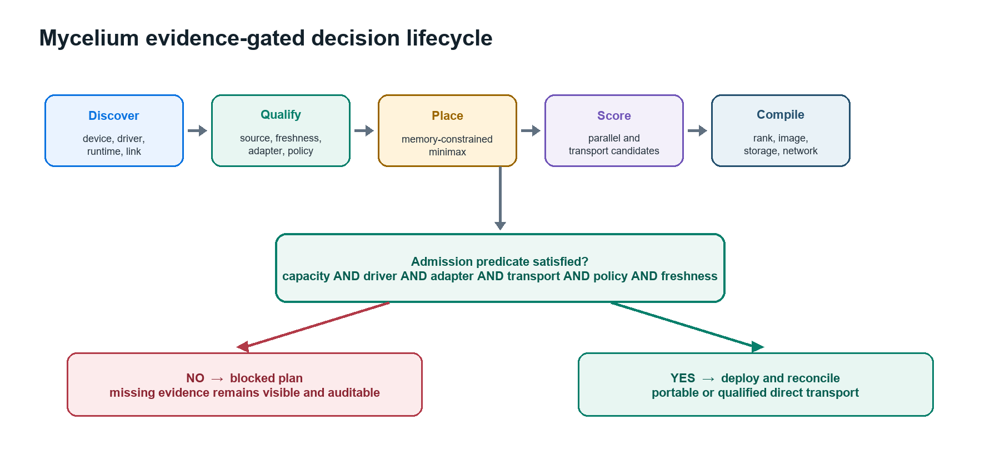 Mycelium evidence-gated decision lifecycle
Discover
device, driver,
runtime, link
Qualify
source, freshness,
adapter, policy
Place
memory-constrained
minimax
Score
parallel and
transport candidates
Compile
rank, image,
storage, network
Admission predicate satisfied?
capacity AND driver AND adapter AND transport AND policy AND freshness
NO → blocked plan
missing evidence remains visible and auditable
YES → deploy and reconcile
portable or qualified direct transport